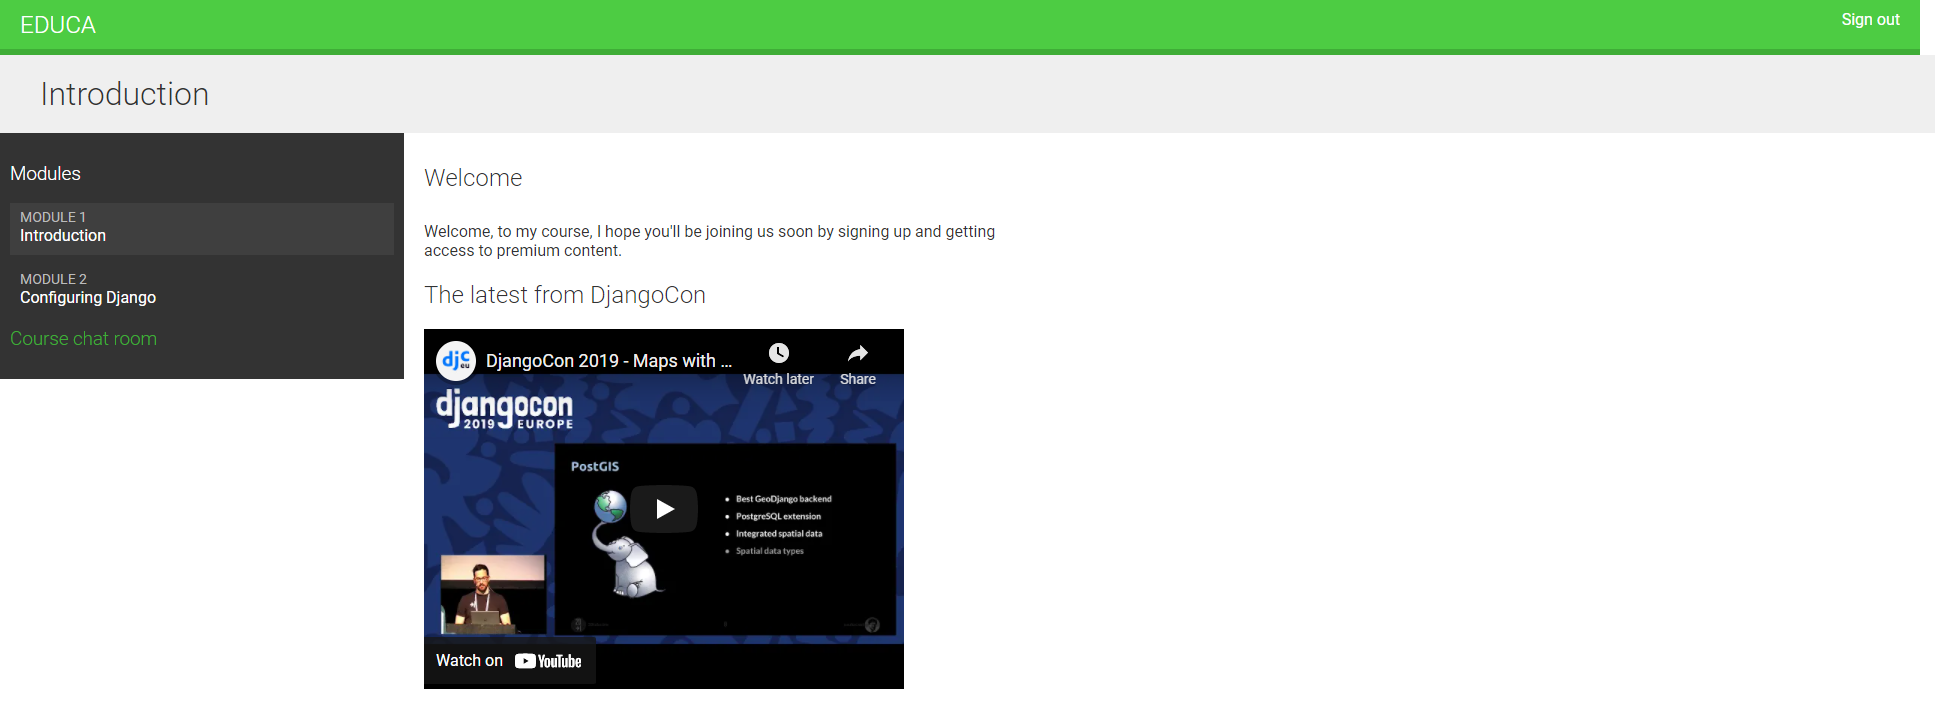 EDUCA
Sign out
Introduction
Modules
MODULE 1
Introduction
MODULE 2
Configuring Django
Course chat room
Welcome
Welcome, to my course, I hope you'll be joining us soon by signing up and getting
access to premium content.
The latest from DjangoCon
djc
eu
DjangoCon 2019 - Maps with ...
Watch later
Share
djangocon
2019 EUROPE
PostGIS
• Best GeoDjango backend
• PostgreSQL extension
• Integrated spatial data
• Spatial data types
Watch on YouTube